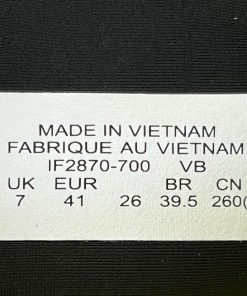 MADE IN VIETNAM
FABRIQUE AU VIETNAM
IF2870-700 VB
UK EUR BR CN
7 41 26 39.5 260(